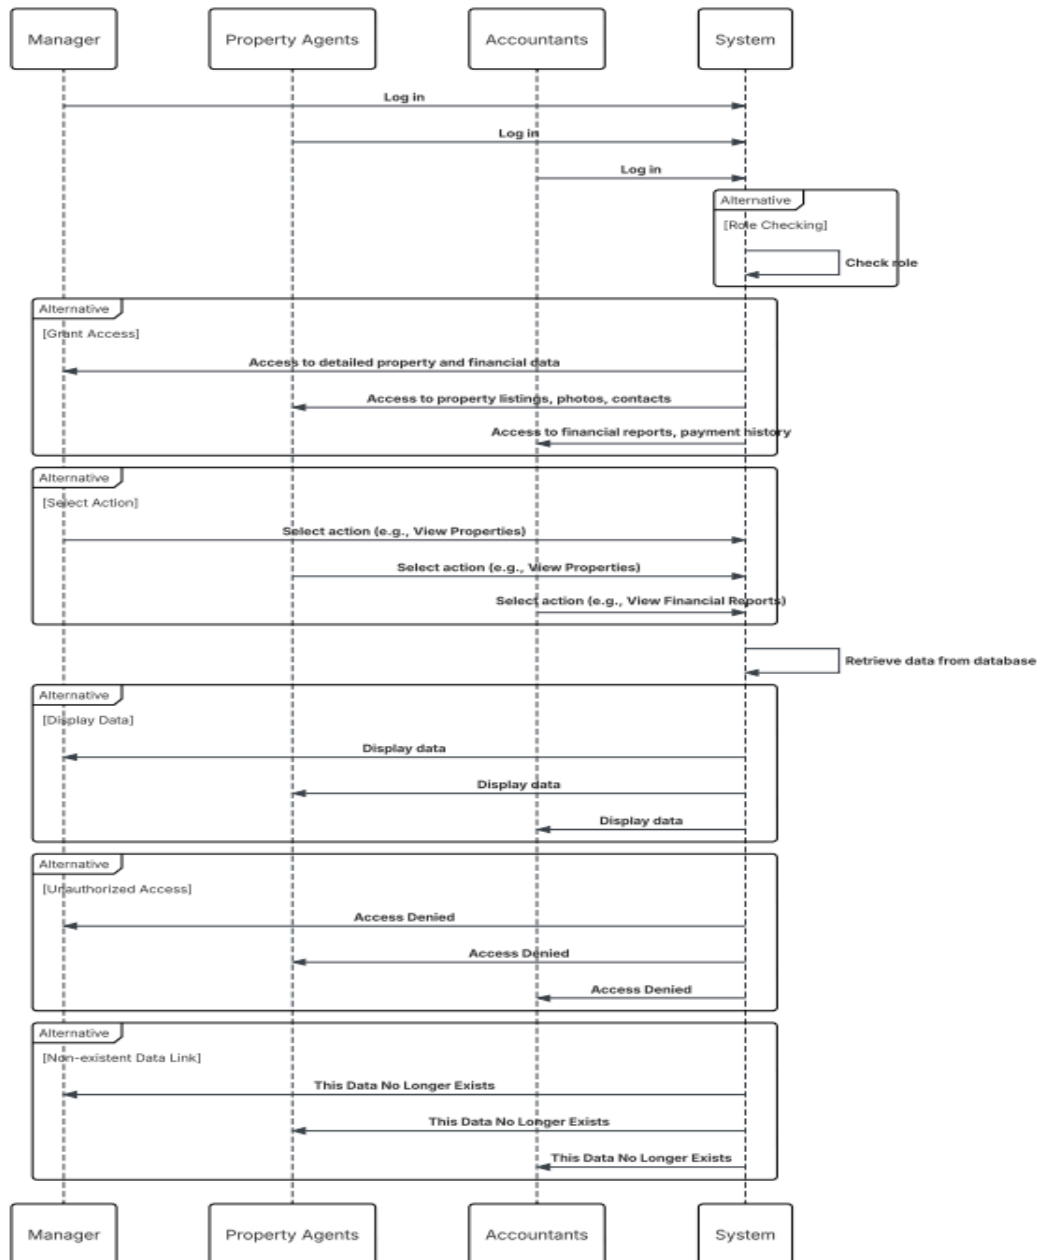 Manager
Property Agents
Accountants
System
Log in
Log in
Log in
Alternative
[Role Checking]
Check role
Alternative
[Grant Access]
Access to detailed property and financial data
Access to property listings, photos, contacts
Access to financial reports, payment history
Alternative
[Select Action]
Select action (e.g., View Properties)
Select action (e.g., View Properties)
Select action (e.g., View Financial Reports)
Retrieve data from database
Alternative
[Display Data]
Display data
Display data
Display data
Alternative
[Unauthorized Access]
Access Denied
Access Denied
Access Denied
Alternative
[Non-existent Data Link]
This Data No Longer Exists
This Data No Longer Exists
This Data No Longer Exists
Manager
Property Agents
Accountants
System